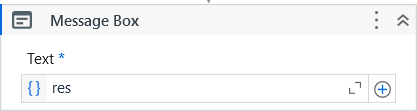 Message Box
Text *
{} res